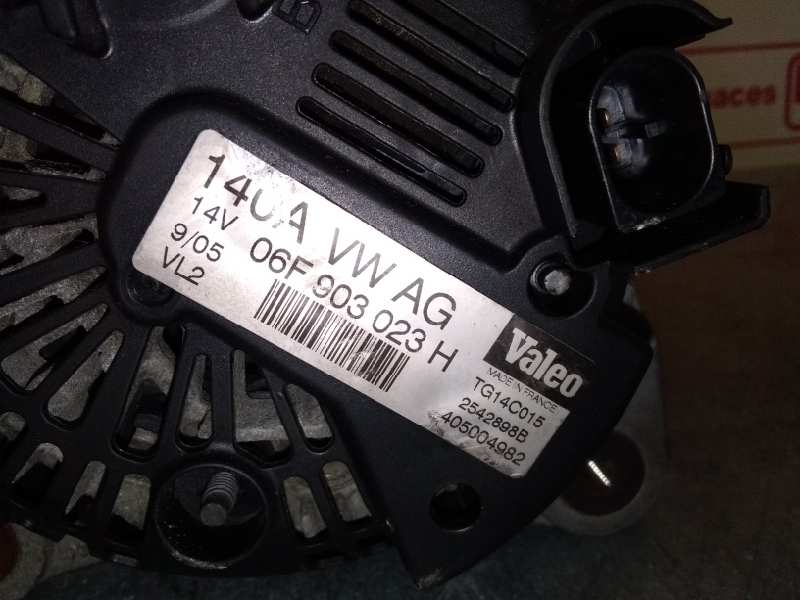 B
140A VW AG
14V 06F 903 023 H
9/05
VL2
Valeo
MADE IN FRANCE
TG14C015
2542898B
405004982